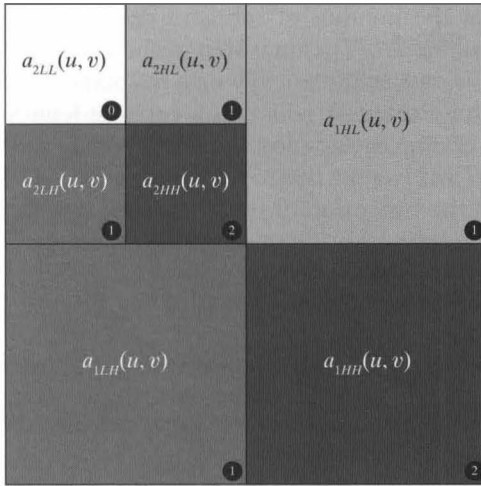 a₂LL(u, v)
0
a₂HL(u, v)
1
a₁HL(u, v)
1
a₂LH(u, v)
1
a₂HH(u, v)
2
a₁LH(u, v)
1
a₁HH(u, v)
2